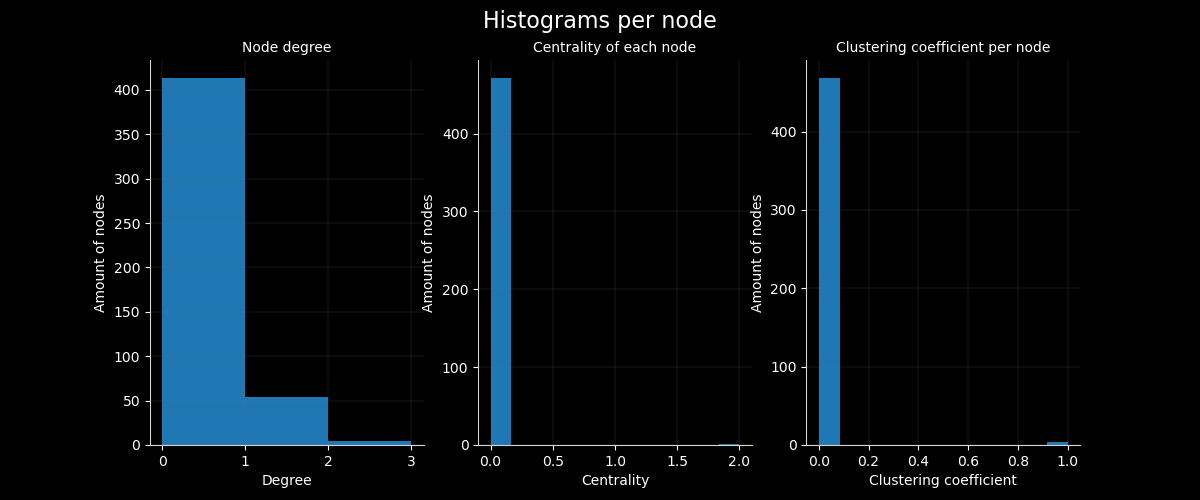 Histograms per node
Node degree
Amount of nodes
400
350
300
250
200
150
100
50
0
0 1 2 3
Degree
Centrality of each node
Amount of nodes
400
300
200
100
0
0.0 0.5 1.0 1.5 2.0
Centrality
Clustering coefficient per node
Amount of nodes
400
300
200
100
0
0.0 0.2 0.4 0.6 0.8 1.0
Clustering coefficient